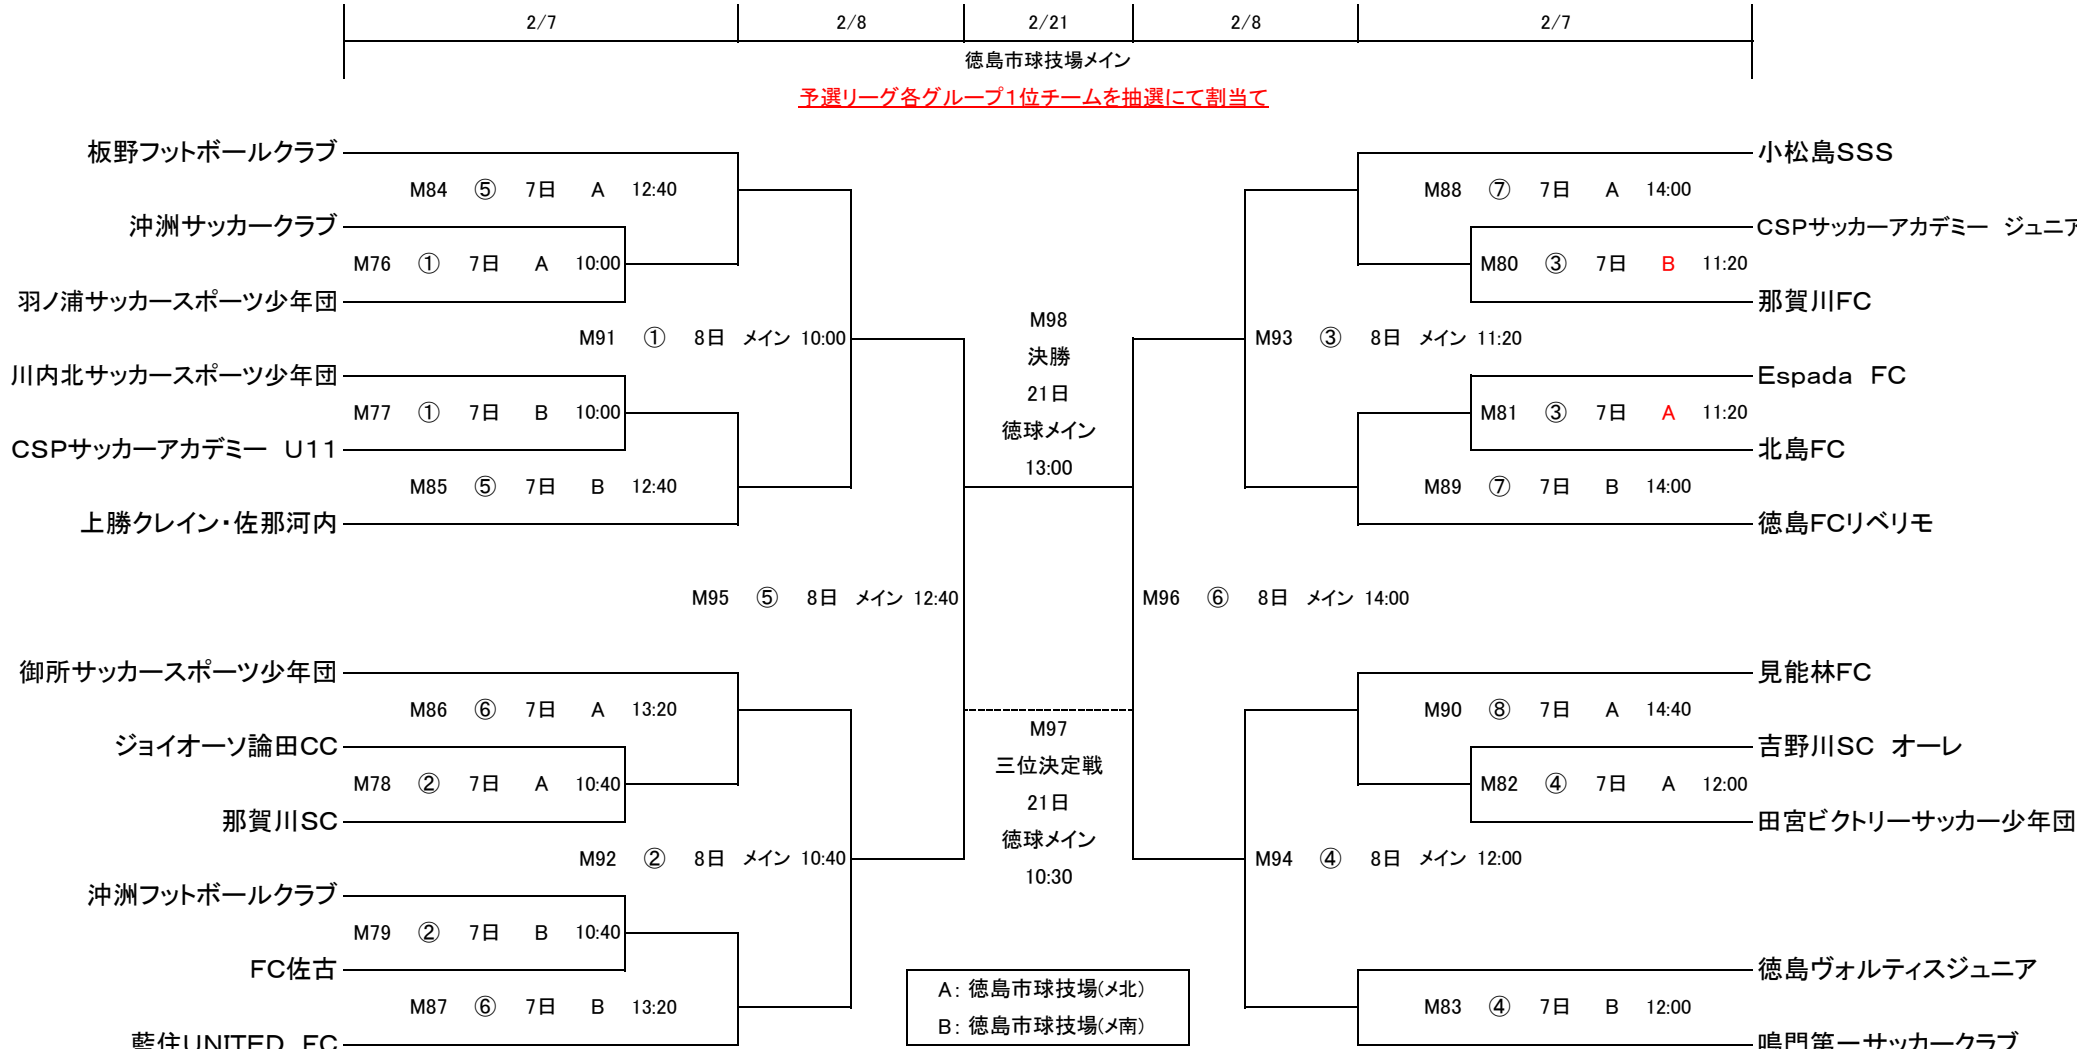 2/7 2/8 2/21 2/8 2/7
徳島市球技場メイン
予選リーグ各グループ1位チームを抽選にて割当て
板野フットボールクラブ 小松島SSS
M84 ⑤ 7日 A 12:40 M88 ⑦ 7日 A 14:00
沖洲サッカークラブ CSPサッカーアカデミー ジュニア
M76 ① 7日 A 10:00 M80 ③ 7日 B 11:20
羽ノ浦サッカースポーツ少年団 那賀川FC
M98
M91 ① 8日 メイン 10:00 M93 ③ 8日 メイン 11:20
決勝
川内北サッカースポーツ少年団 Espada FC
21日
M77 ① 7日 B 10:00 M81 ③ 7日 A 11:20
徳球メイン
CSPサッカーアカデミー U11 北島FC
13:00
M85 ⑤ 7日 B 12:40 M89 ⑦ 7日 B 14:00
上勝クレイン・佐那河内 徳島FCリベリモ
M95 ⑤ 8日 メイン 12:40 M96 ⑥ 8日 メイン 14:00
御所サッカースポーツ少年団 見能林FC
M86 ⑥ 7日 A 13:20 M90 ⑧ 7日 A 14:40
M97
ジョイオーソ論田CC 吉野川SC オーレ
三位決定戦
M78 ② 7日 A 10:40 M82 ④ 7日 A 12:00
21日
那賀川SC 田宮ビクトリーサッカー少年団
徳球メイン
M92 ② 8日 メイン 10:40 M94 ④ 8日 メイン 12:00
10:30
沖洲フットボールクラブ
M79 ② 7日 B 10:40
FC佐古 徳島ヴォルティスジュニア
A: 徳島市球技場(メ北)
M87 ⑥ 7日 B 13:20 M83 ④ 7日 B 12:00
B: 徳島市球技場(メ南)
藍住UNITED FC 鳴門第一サッカークラブ